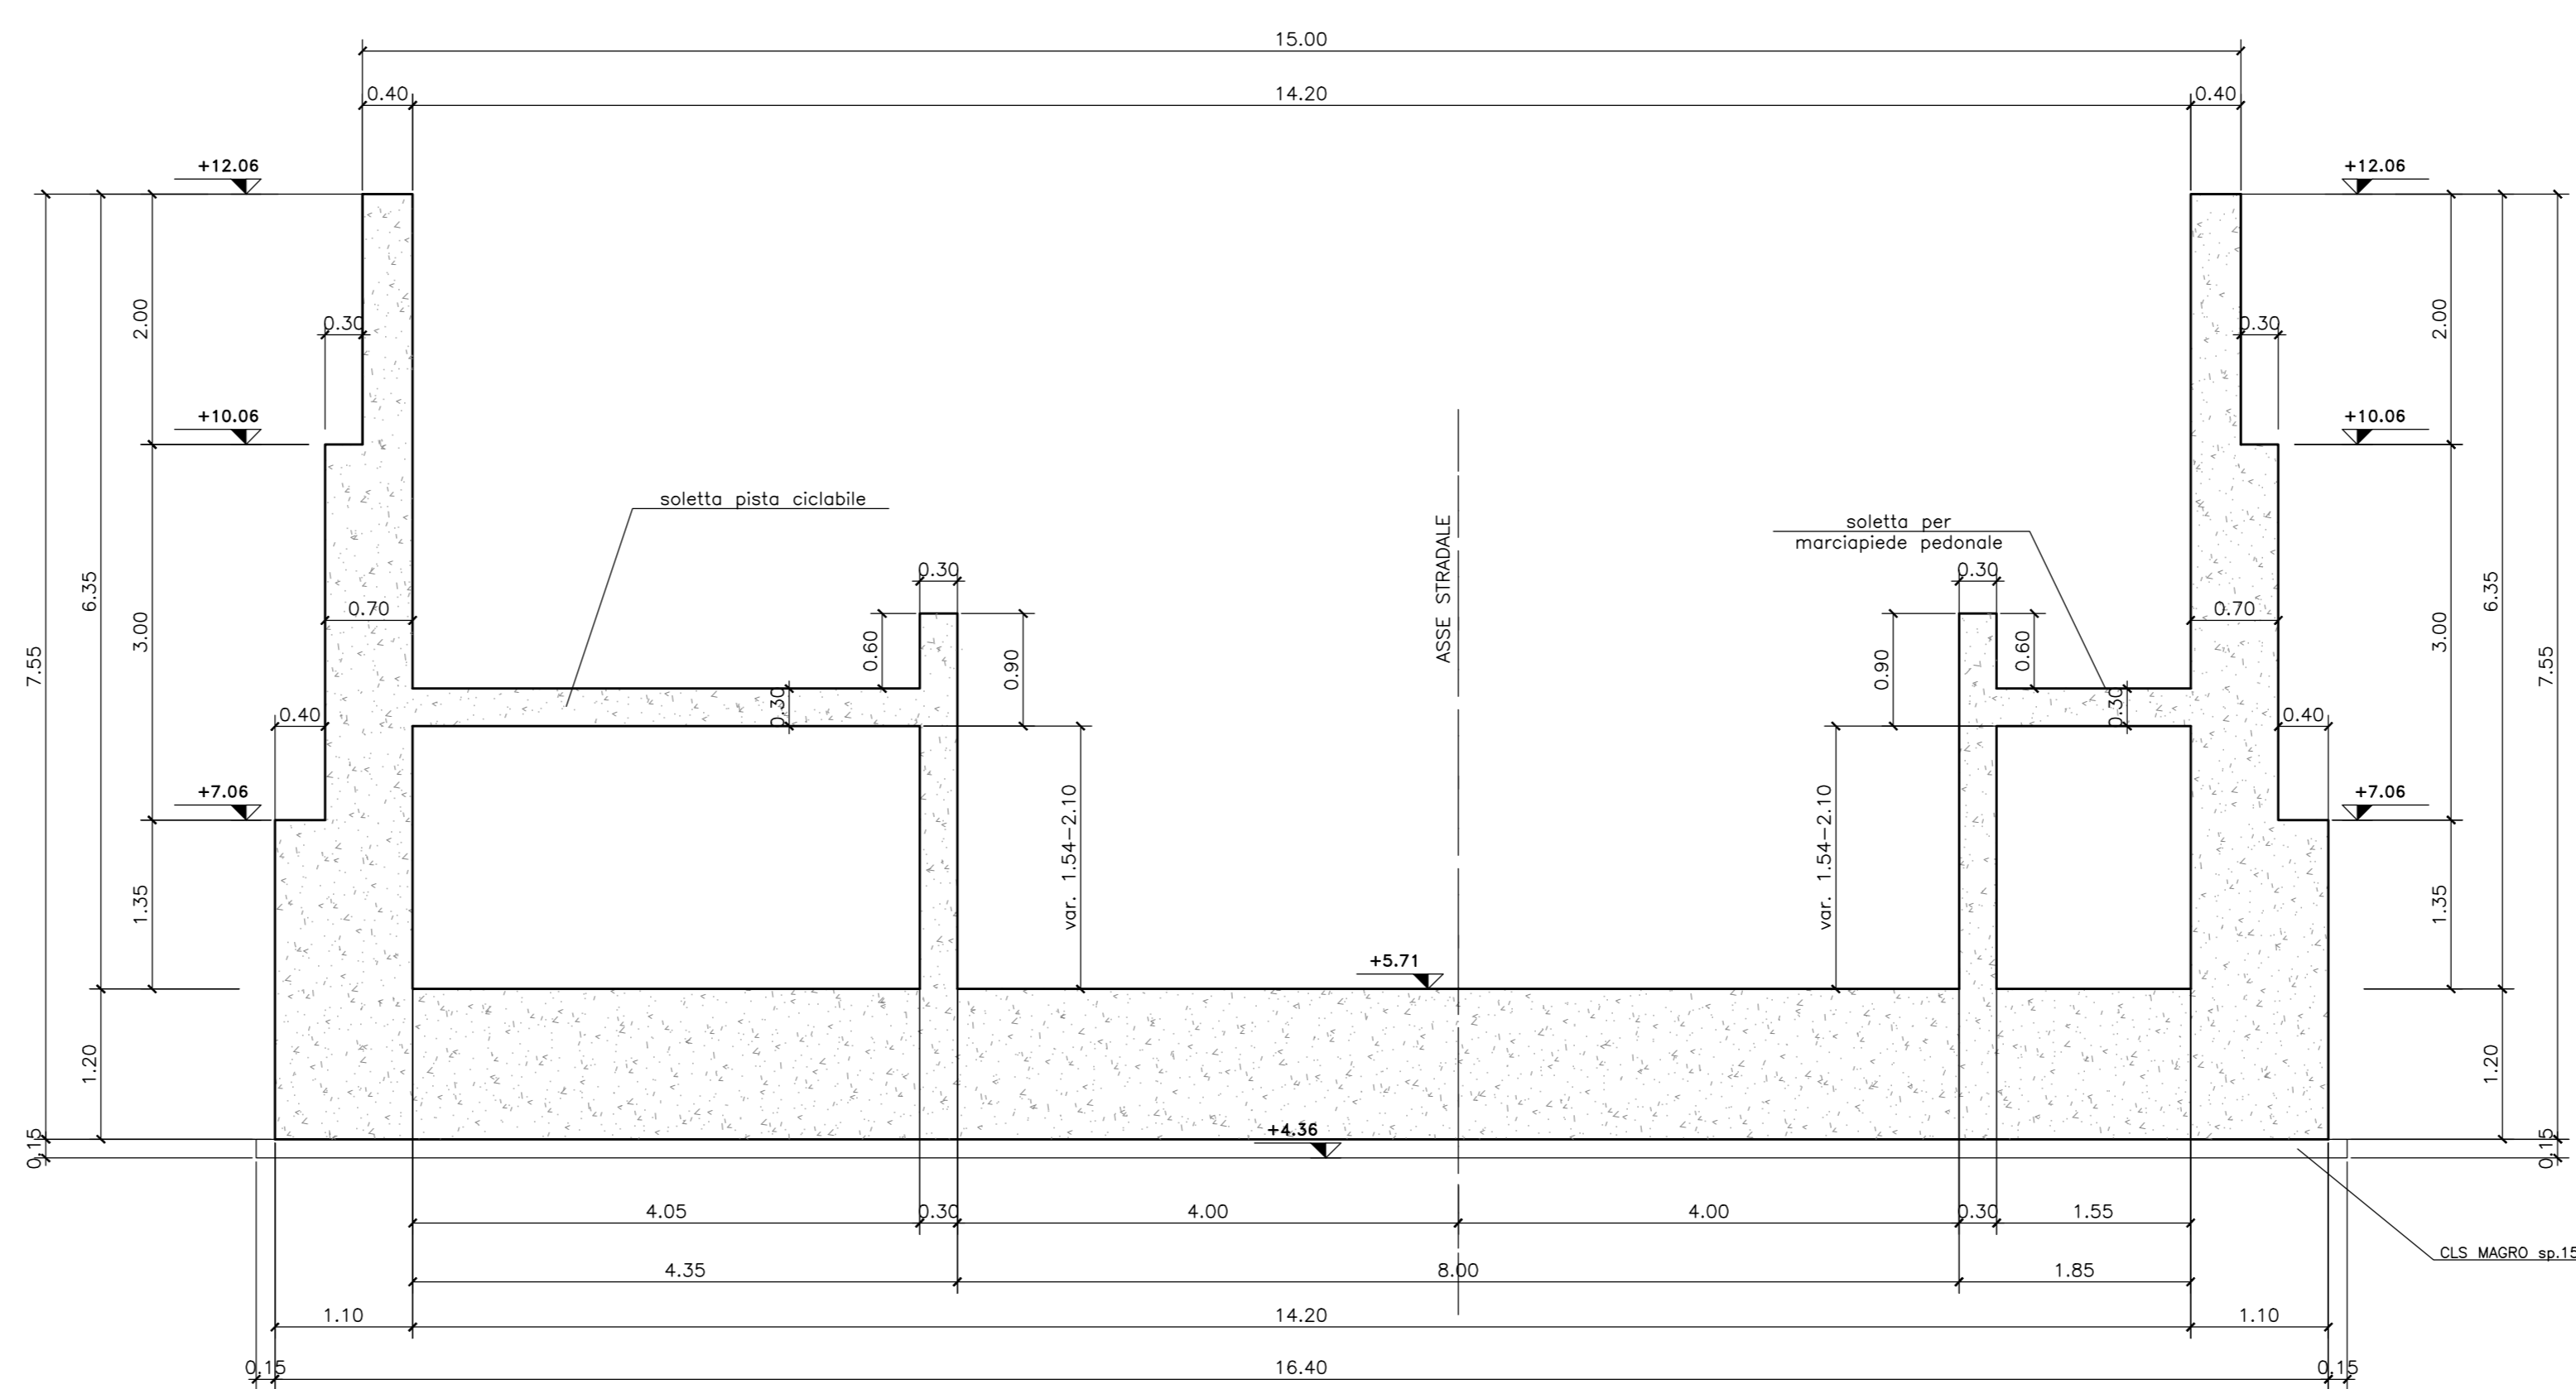 15.00
0.40 14.20 0.40
+12.06 +12.06
2.00 0.30 0.30 2.00
+10.06 +10.06
soletta pista ciclabile
soletta per
marciapiede pedonale
ASSE STRADALE
0.30 0.30
7.55 6.35 3.00 0.70 0.60 0.90 0.90 0.60 0.70 3.00 6.35 7.55
0.40 0.30 0.30 0.40
+7.06 +7.06
1.35 var. 1.54-2.10 var. 1.54-2.10 1.35
+5.71
1.20 1.20
+4.36
0,15 0,15
4.05 0.30 4.00 4.00 0.30 1.55
CLS MAGRO sp.15
4.35 8.00 1.85
1.10 14.20 1.10
0,15 16.40 0,15